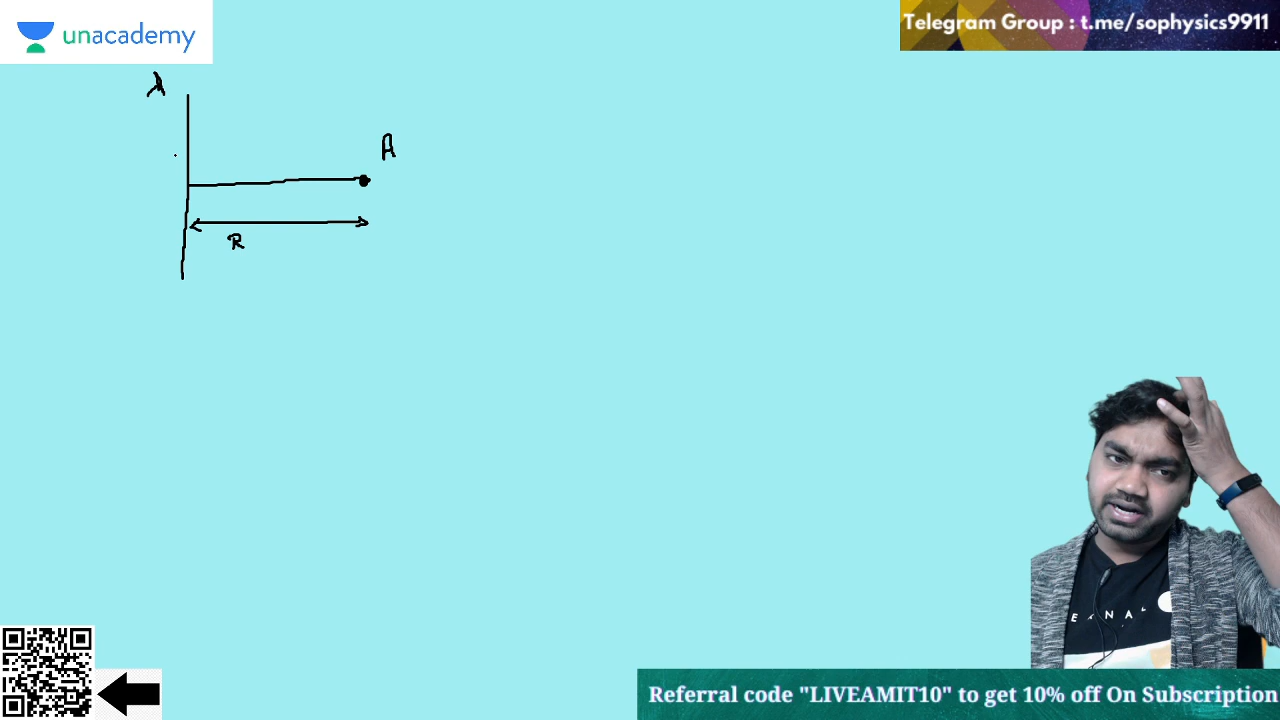 unacademy
Telegram Group : t.me/sophysics9911
λ
A
R
Referral code "LIVEAMIT10" to get 10% off On Subscription